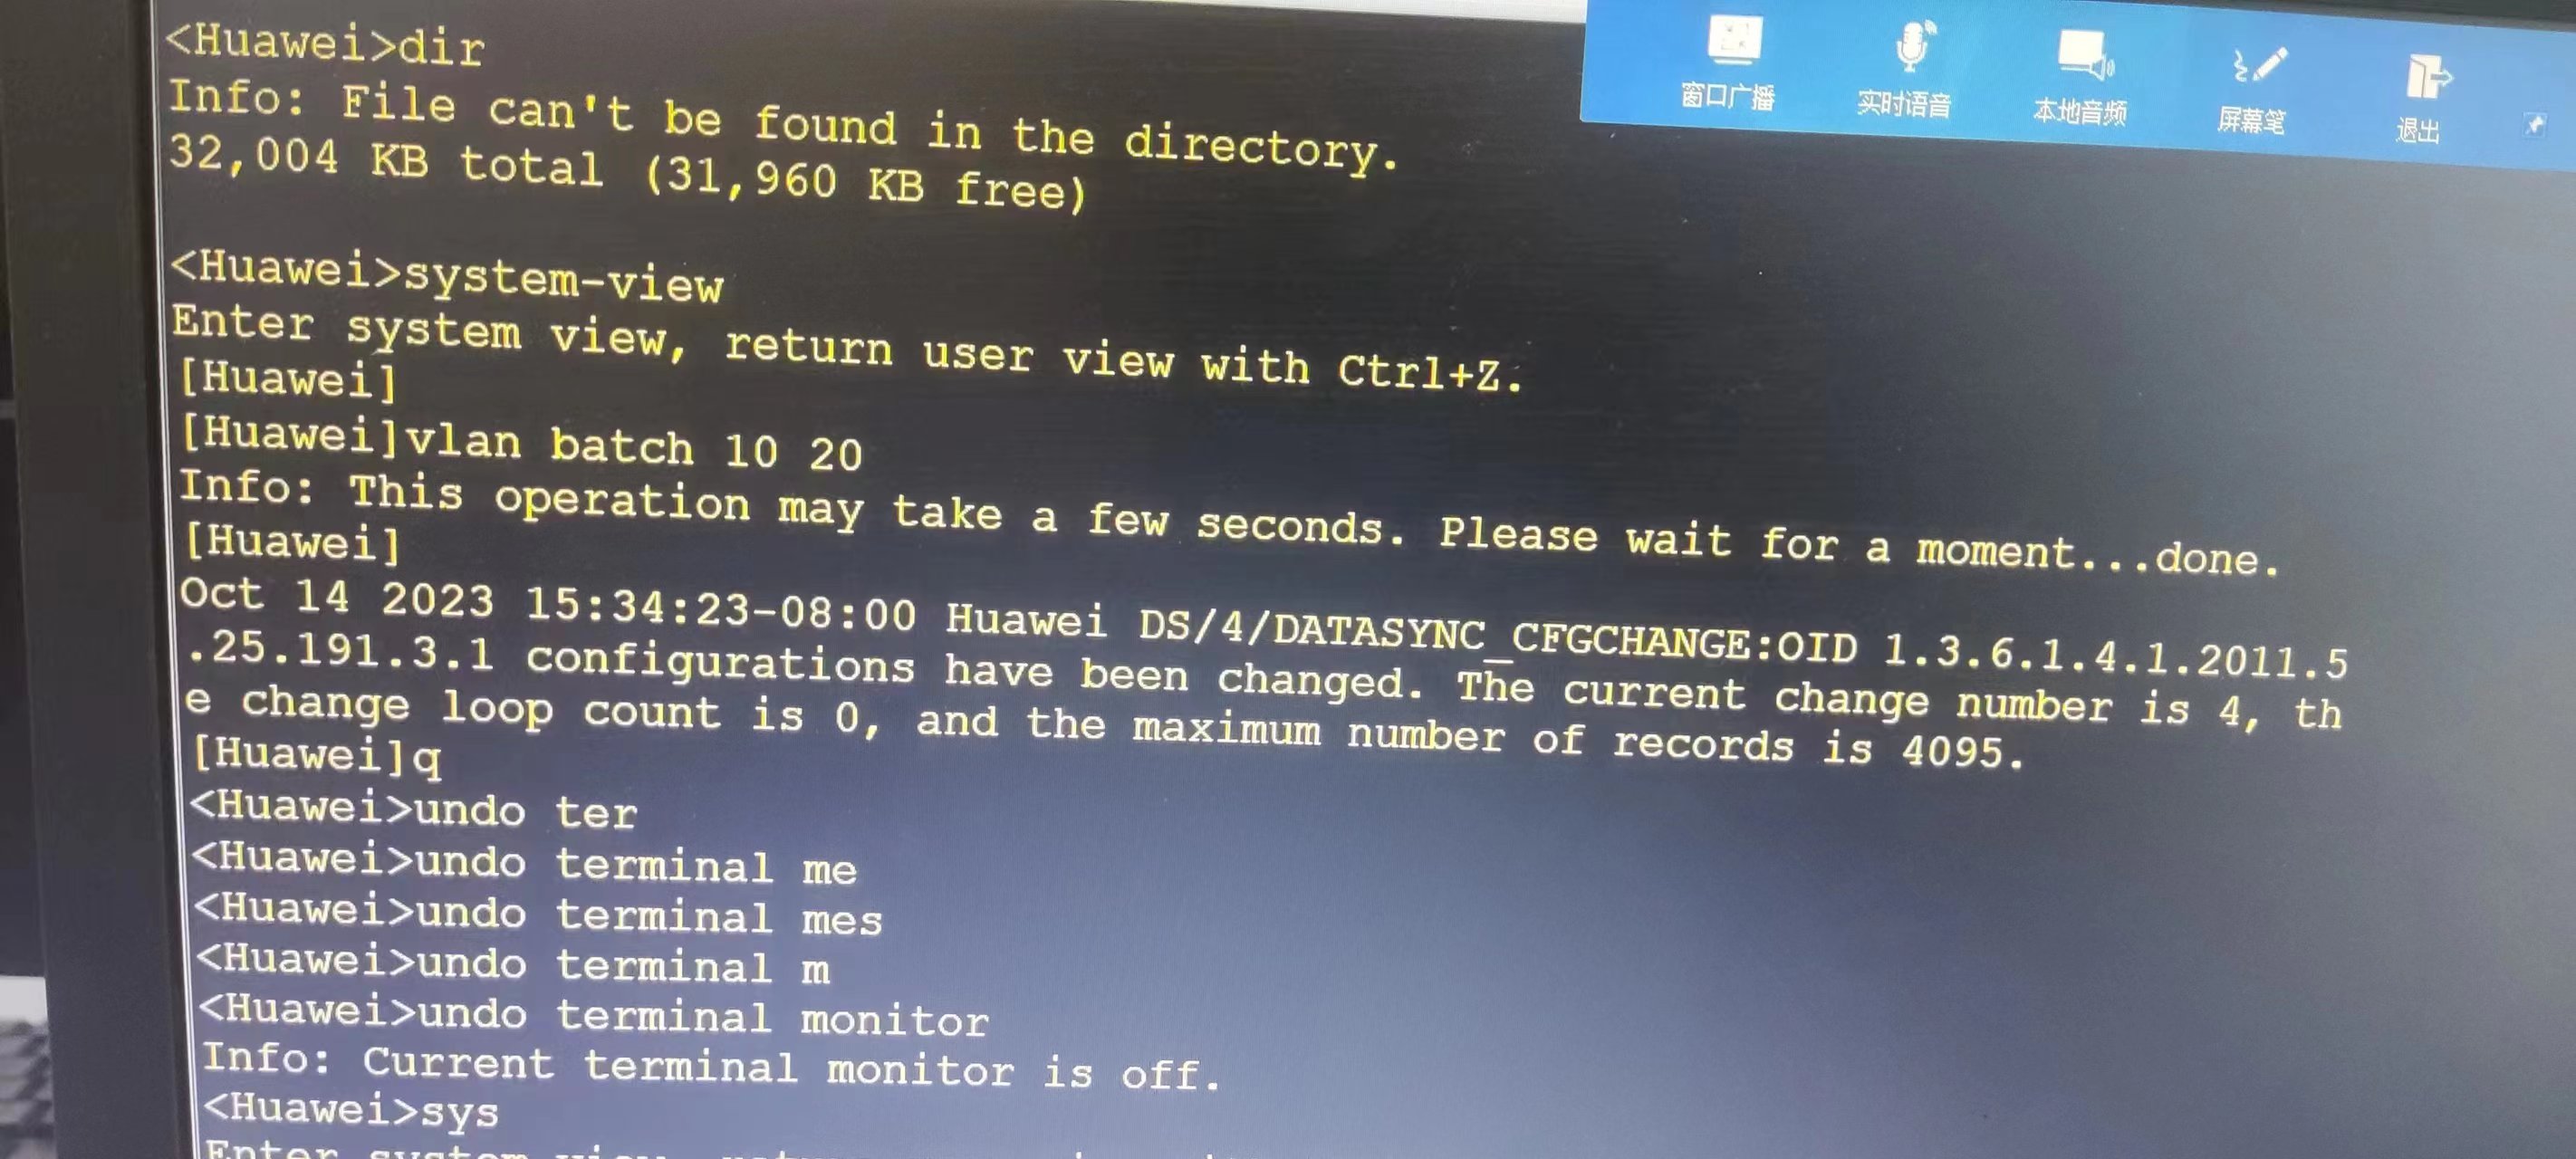 <Huawei>dir
Info: File can't be found in the directory.
32,004 KB total (31,960 KB free)
<Huawei>system-view
Enter system view, return user view with Ctrl+Z.
[Huawei]
[Huawei]vlan batch 10 20
Info: This operation may take a few seconds. Please wait for a moment...done.
[Huawei]
Oct 14 2023 15:34:23-08:00 Huawei DS/4/DATASYNC_CFGCHANGE:OID 1.3.6.1.4.1.2011.5
.25.191.3.1 configurations have been changed. The current change number is 4, th
e change loop count is 0, and the maximum number of records is 4095.
[Huawei]q
<Huawei>undo ter
<Huawei>undo terminal me
<Huawei>undo terminal mes
<Huawei>undo terminal m
<Huawei>undo terminal monitor
Info: Current terminal monitor is off.
<Huawei>sys
Enter system view,
窗口广播 实时语音 本地音频 屏幕笔 退出